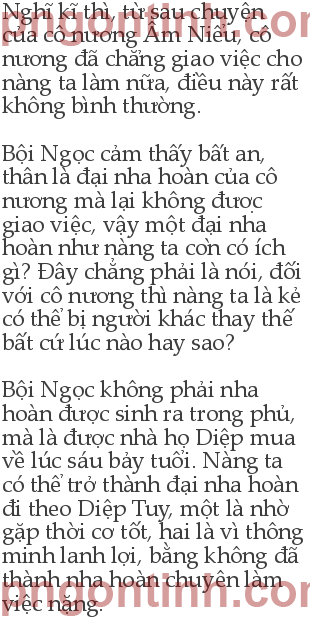 Nghĩ kĩ thì, từ sau chuyện
của cô nương Âm Niễu, cô
nương đã chẳng giao việc cho
nàng ta làm nữa, điều này rất
không bình thường.

Bội Ngọc cảm thấy bất an,
thân là đại nha hoàn của cô
nương mà lại không được
giao việc, vậy một đại nha
hoàn như nàng ta còn có ích
gì? Đây chẳng phải là nói, đối
với cô nương thì nàng ta là kẻ
có thể bị người khác thay thế
bất cứ lúc nào hay sao?

Bội Ngọc không phải nha
hoàn được sinh ra trong phủ,
mà là được nhà họ Diệp mua
về lúc sáu bảy tuổi. Nàng ta
có thể trở thành đại nha hoàn
đi theo Diệp Tuy, một là nhờ
gặp thời cơ tốt, hai là vì thông
minh lanh lợi, bằng không đã
thành nha hoàn chuyên làm
việc nặng.